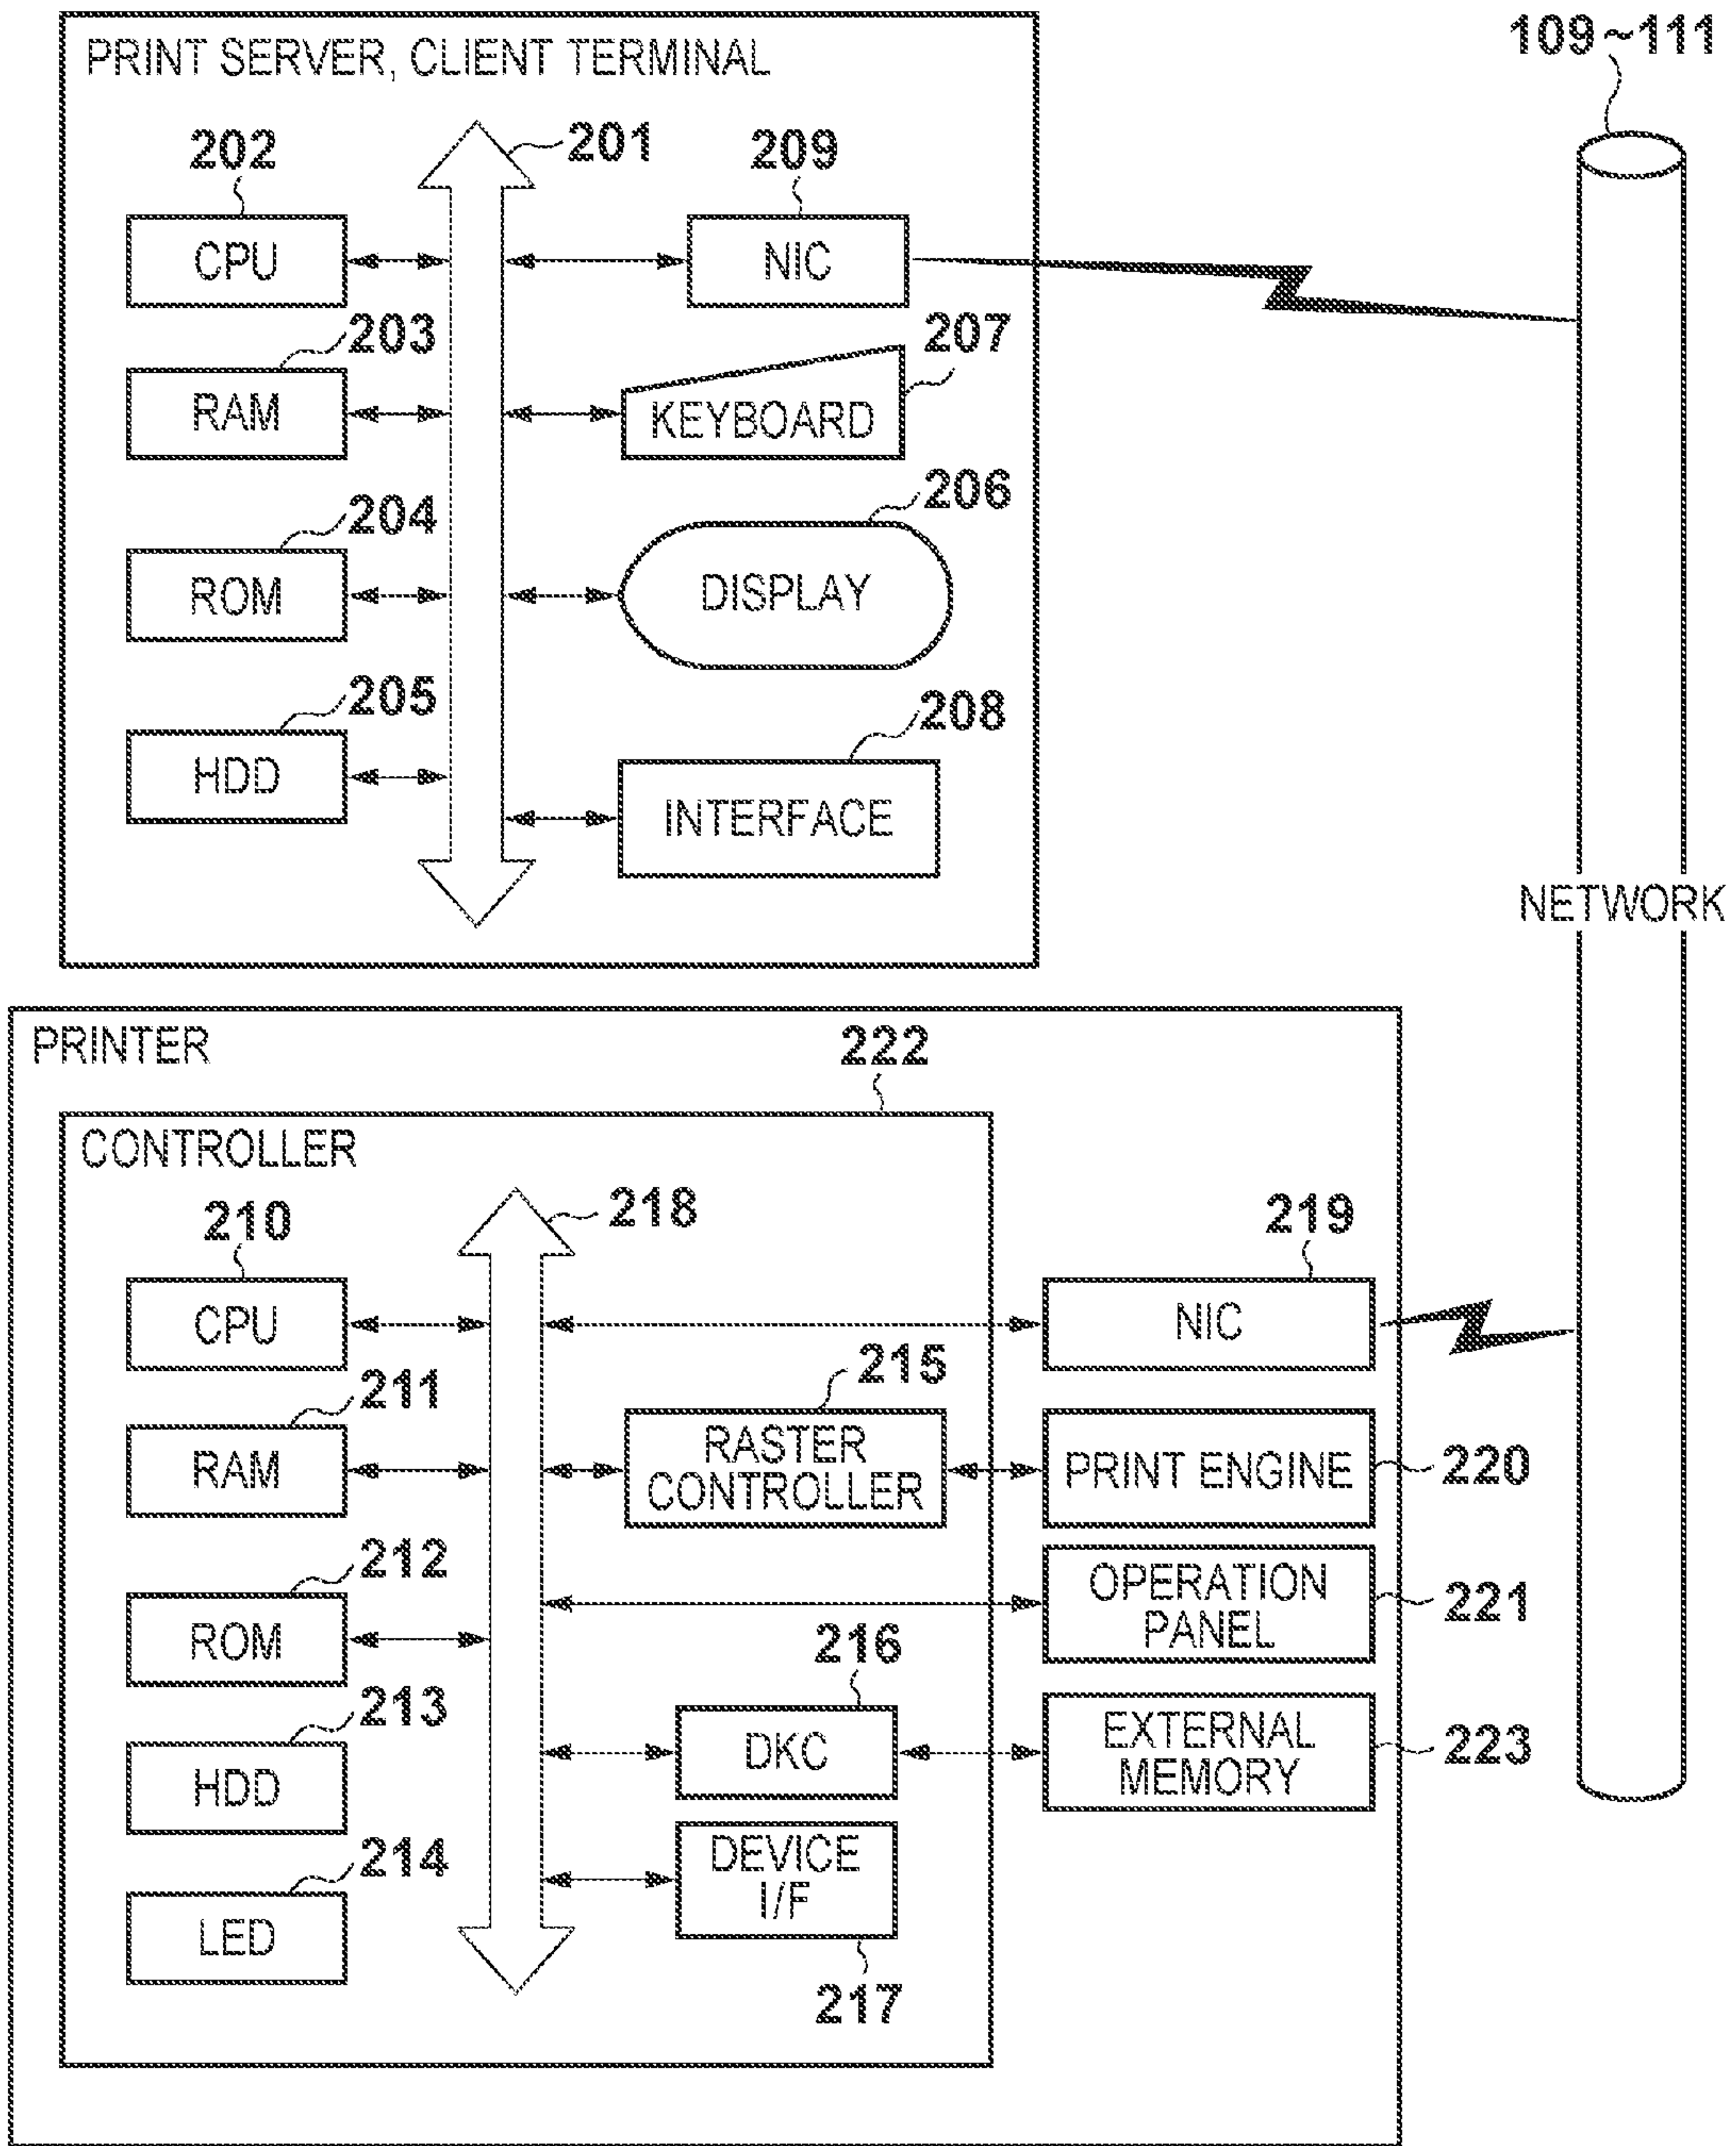 109~111
PRINT SERVER, CLIENT TERMINAL
202
201
209
CPU
NIC
203
207
RAM
KEYBOARD
204
206
ROM
DISPLAY
205
208
HDD
INTERFACE
NETWORK
PRINTER
222
CONTROLLER
210
218
219
CPU
NIC
211
215
RAM
RASTER
CONTROLLER
PRINT ENGINE
220
212
OPERATION
PANEL
221
ROM
216
213
EXTERNAL
MEMORY
223
HDD
DKC
214
DEVICE
I/F
LED
217